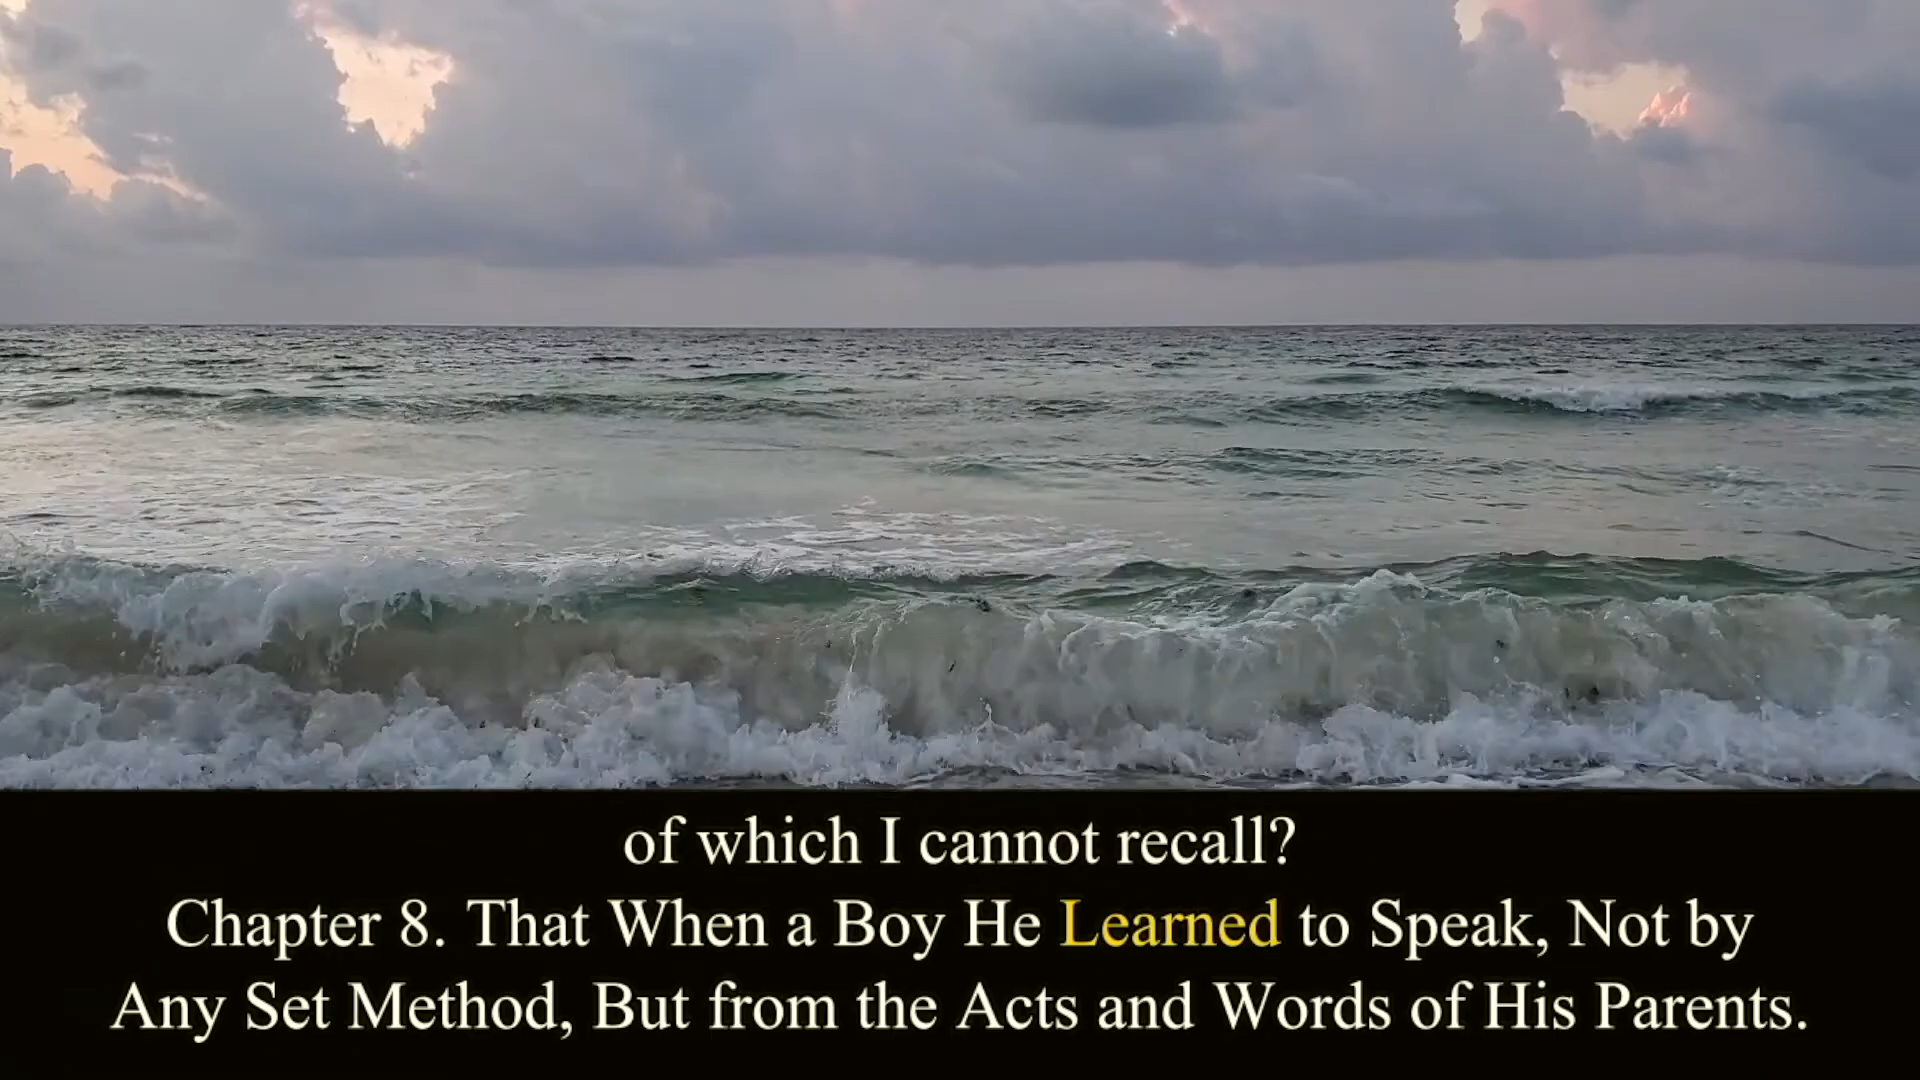 of which I cannot recall?
Chapter 8. That When a Boy He Learned to Speak, Not by
Any Set Method, But from the Acts and Words of His Parents.